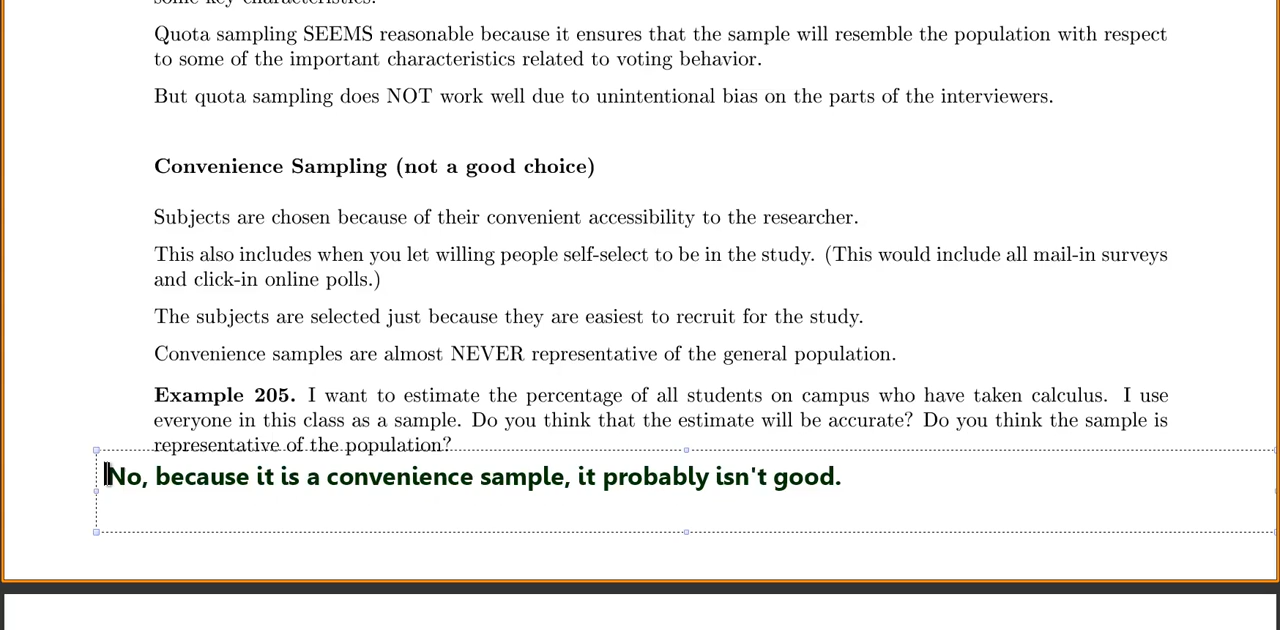 some key characteristics.
Quota sampling SEEMS reasonable because it ensures that the sample will resemble the population with respect
to some of the important characteristics related to voting behavior.
But quota sampling does NOT work well due to unintentional bias on the parts of the interviewers.
Convenience Sampling (not a good choice)
Subjects are chosen because of their convenient accessibility to the researcher.
This also includes when you let willing people self-select to be in the study. (This would include all mail-in surveys
and click-in online polls.)
The subjects are selected just because they are easiest to recruit for the study.
Convenience samples are almost NEVER representative of the general population.
Example 205. I want to estimate the percentage of all students on campus who have taken calculus. I use
everyone in this class as a sample. Do you think that the estimate will be accurate? Do you think the sample is
representative of the population?
No, because it is a convenience sample, it probably isn't good.